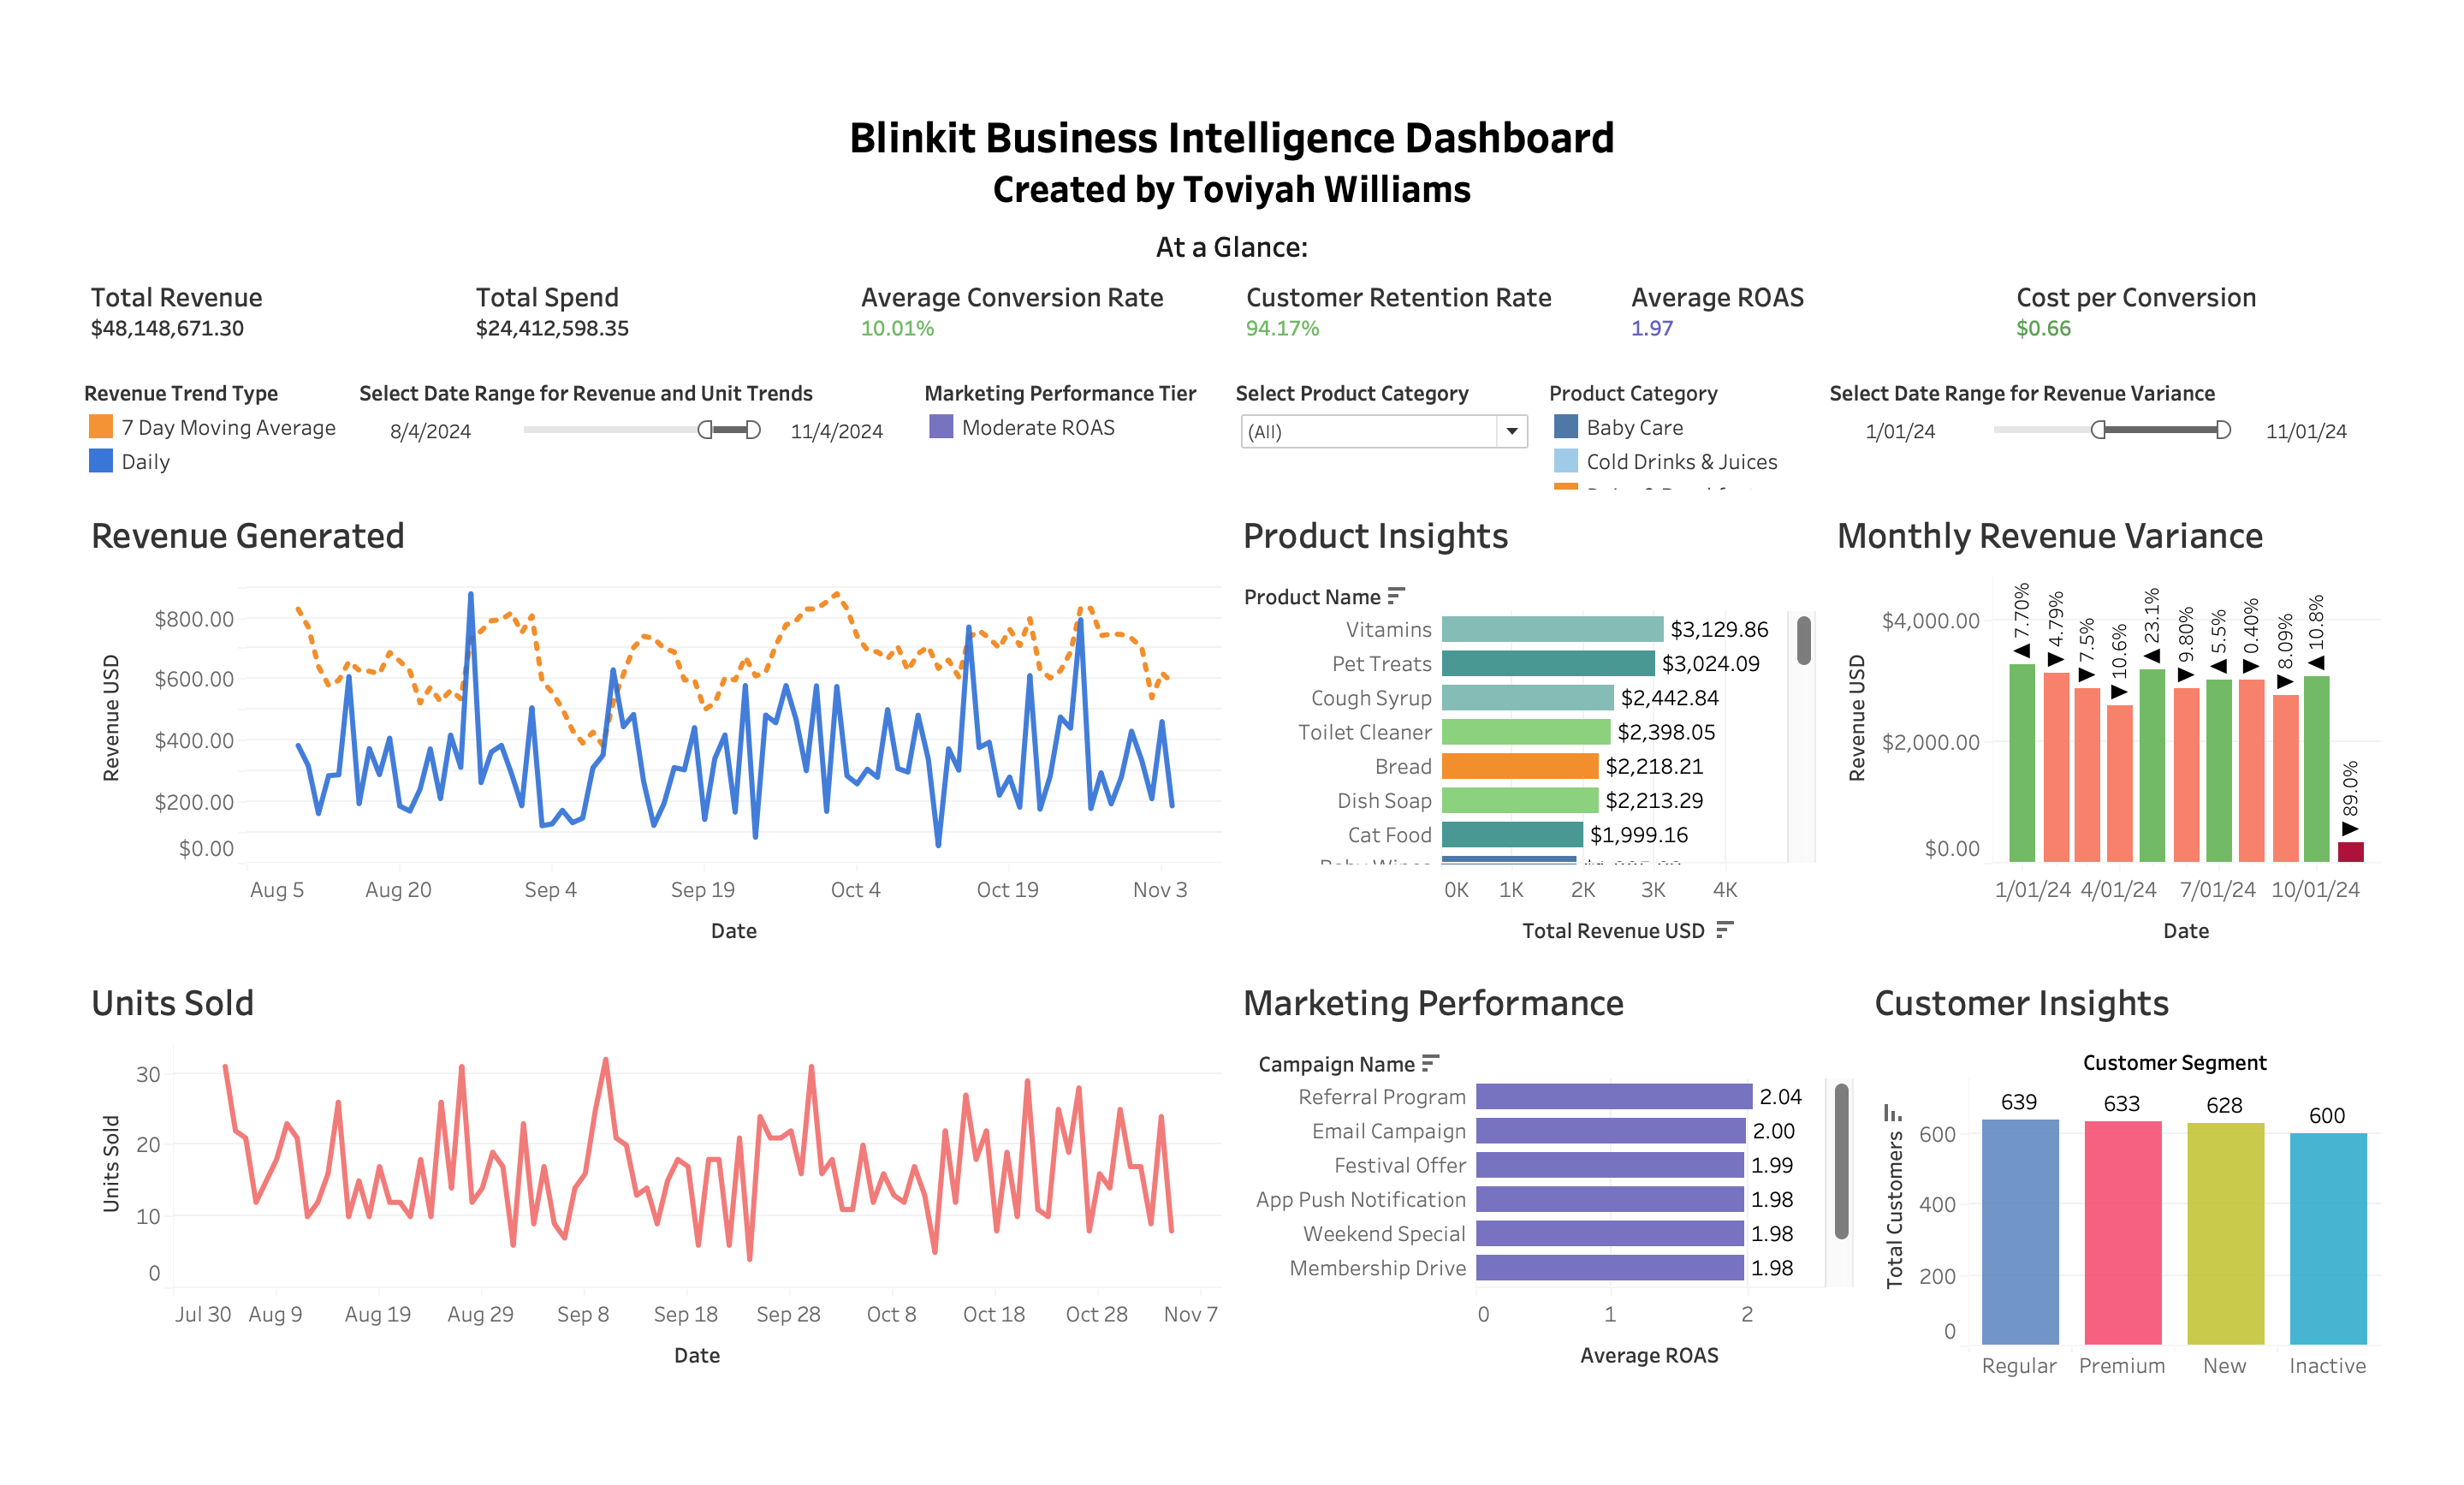 Blinkit Business Intelligence Dashboard
Created by Toviyah Williams
At a Glance:
Total Revenue
$48,148,671.30
Total Spend
$24,412,598.35
Average Conversion Rate
10.01%
Customer Retention Rate
94.17%
Average ROAS
1.97
Cost per Conversion
$0.66
Revenue Trend Type
7 Day Moving Average
Daily
Select Date Range for Revenue and Unit Trends
8/4/2024
11/4/2024
Marketing Performance Tier
Moderate ROAS
Select Product Category
(All)
Product Category
Baby Care
Cold Drinks & Juices
Select Date Range for Revenue Variance
1/01/24
11/01/24
Revenue Generated
Revenue USD
$800.00
$600.00
$400.00
$200.00
$0.00
Aug 5 Aug 20 Sep 4 Sep 19 Oct 4 Oct 19 Nov 3
Date
Product Insights
Product Name
Vitamins $3,129.86
Pet Treats $3,024.09
Cough Syrup $2,442.84
Toilet Cleaner $2,398.05
Bread $2,218.21
Dish Soap $2,213.29
Cat Food $1,999.16
0K 1K 2K 3K 4K
Total Revenue USD
Monthly Revenue Variance
Revenue USD
$4,000.00
$2,000.00
$0.00
▲ 7.70%
▼ 4.79%
▼ 7.5%
▼ 10.6%
▲ 23.1%
▼ 9.80%
▲ 5.5%
▼ 0.40%
▼ 8.09%
▲ 10.8%
▼ 89.0%
1/01/24 4/01/24 7/01/24 10/01/24
Date
Units Sold
Units Sold
30
20
10
0
Jul 30 Aug 9 Aug 19 Aug 29 Sep 8 Sep 18 Sep 28 Oct 8 Oct 18 Oct 28 Nov 7
Date
Marketing Performance
Campaign Name
Referral Program 2.04
Email Campaign 2.00
Festival Offer 1.99
App Push Notification 1.98
Weekend Special 1.98
Membership Drive 1.98
0 1 2
Average ROAS
Customer Insights
Customer Segment
Total Customers
600
400
200
0
639 633 628 600
Regular Premium New Inactive